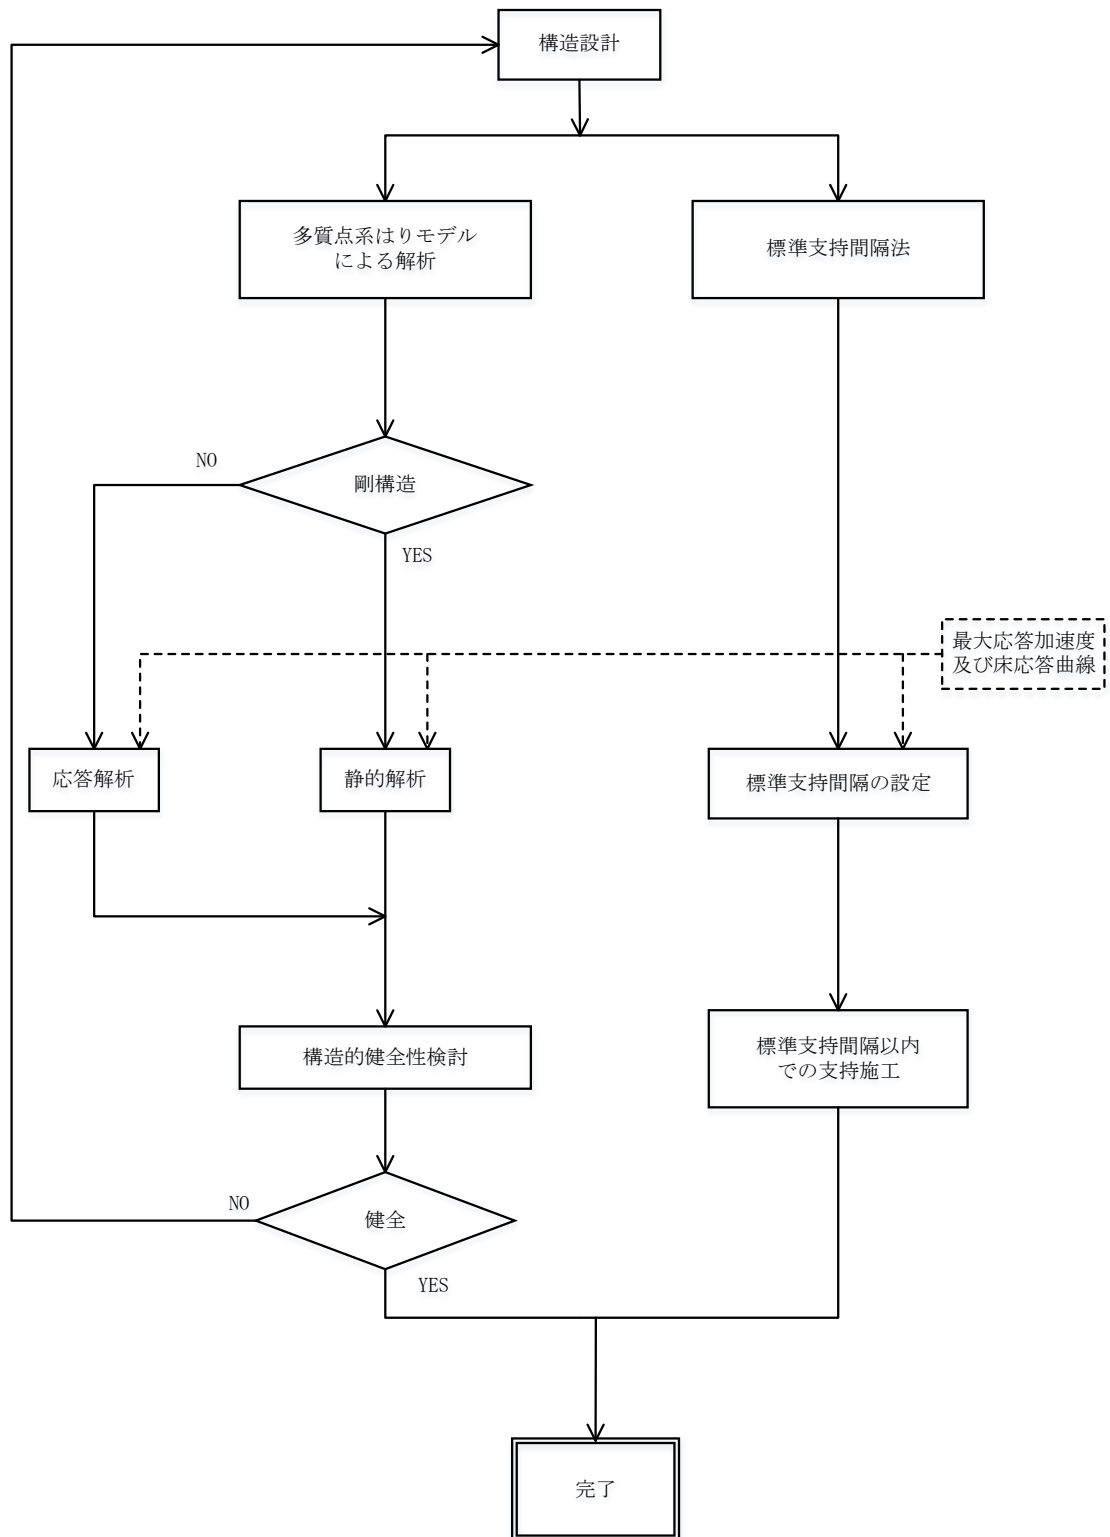 構造設計
多質点系はりモデル
による解析
標準支持間隔法
NO
剛構造
YES
最大応答加速度
及び床応答曲線
応答解析
静的解析
標準支持間隔の設定
構造的健全性検討
標準支持間隔以内
での支持施工
NO
健全
YES
完了